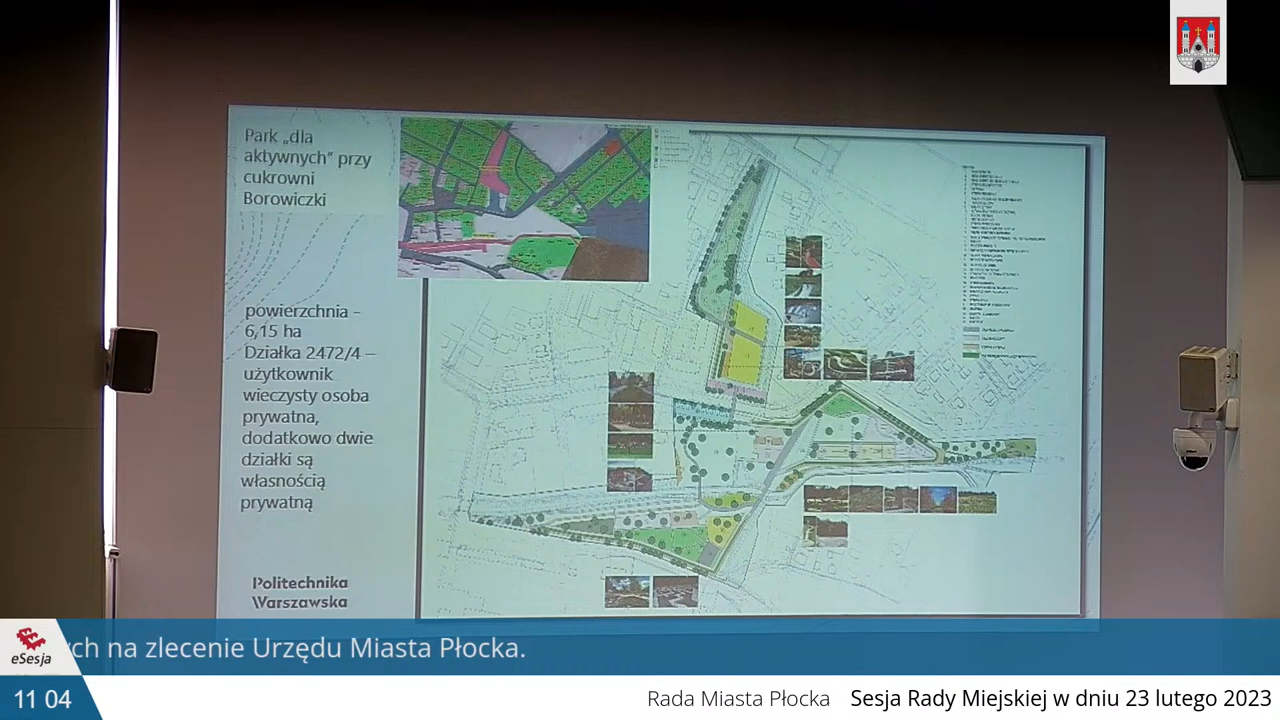 Park „dla
aktywnych” przy
cukrowni
Borowiczki
powierzchnia –
6,15 ha
Działka 2472/4 –
użytkownik
wieczysty osoba
prywatna,
dodatkowo dwie
działki są
własnością
prywatną
Politechnika
Warszawska
ych na zlecenie Urzędu Miasta Płocka.
eSesja
11 04
Rada Miasta Płocka
Sesja Rady Miejskiej w dniu 23 lutego 2023